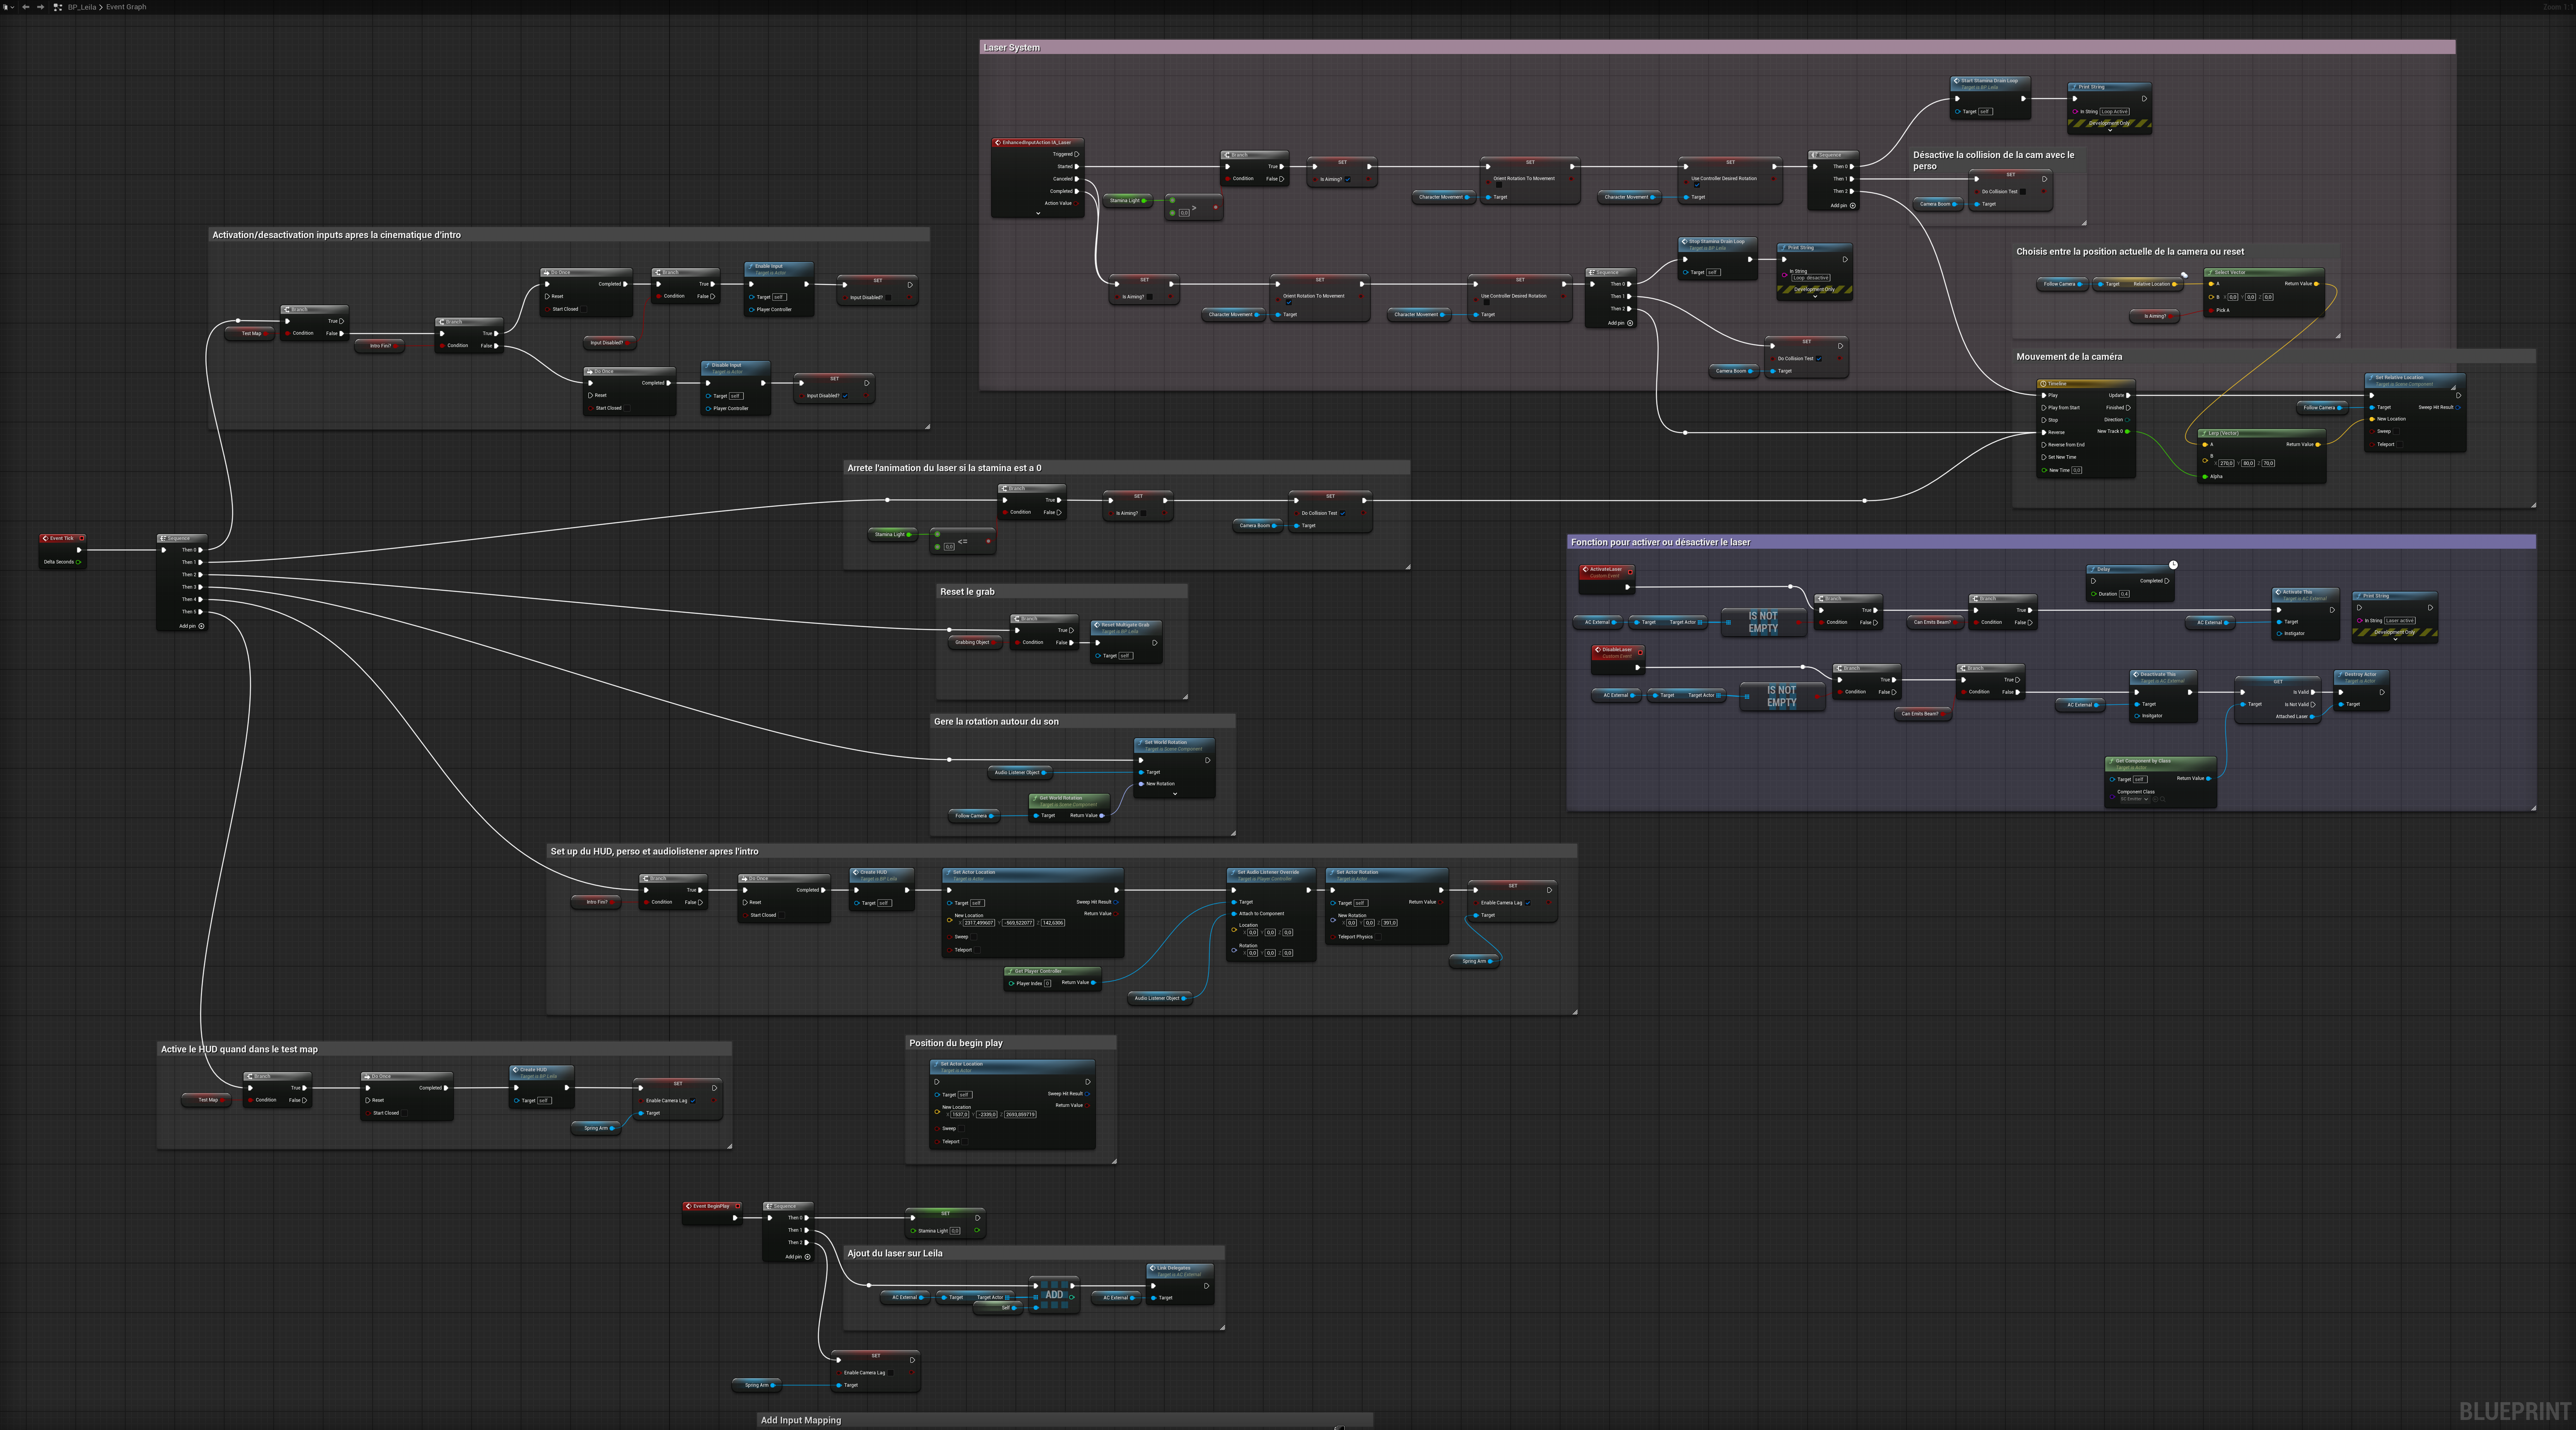 BP_Leila > Event Graph
Zoom 1:1
Laser System
EnhancedInputAction IA_Laser
Triggered
Started
Canceled
Completed
Action Value
Stamina Light
0,0
>
Branch
Condition
True
False
SET
Is Aiming?
SET
Orient Rotation To Movement
Target
Character Movement
SET
Use Controller Desired Rotation
Target
Character Movement
Sequence
Then 0
Then 1
Then 2
Add pin
Start Stamina Drain Loop
Target is BP Leila
Target self
Print String
In String Loop Active
Development Only
Désactive la collision de la cam avec le
perso
SET
Do Collision Test
Target
Camera Boom
SET
Is Aiming?
SET
Orient Rotation To Movement
Target
Character Movement
SET
Use Controller Desired Rotation
Target
Character Movement
Sequence
Then 0
Then 1
Then 2
Add pin
Stop Stamina Drain Loop
Target is BP Leila
Target self
Print String
In String
Loop desactive
Development Only
SET
Do Collision Test
Target
Camera Boom
Choisis entre la position actuelle de la camera ou reset
Follow Camera
Target Relative Location
Is Aiming?
Select Vector
A Return Value
B X 0,0 Y 0,0 Z 0,0
Pick A
Mouvement de la caméra
Timeline
Play Update
Play from Start Finished
Stop Direction
Reverse New Track 0
Reverse from End
Set New Time
New Time 0,0
Lerp (Vector)
A Return Value
B
X 270,0 Y 80,0 Z 70,0
Alpha
Follow Camera
Set Relative Location
Target is Scene Component
Target Sweep Hit Result
New Location
Sweep
Teleport
Activation/desactivation inputs apres la cinematique d'intro
Test Map
Branch
Condition
True
False
Intro Fini?
Branch
Condition
True
False
Do Once
Completed
Reset
Start Closed
Input Disabled?
Branch
Condition
True
False
Enable Input
Target is Actor
Target self
Player Controller
SET
Input Disabled?
Do Once
Completed
Reset
Start Closed
Disable Input
Target is Actor
Target self
Player Controller
SET
Input Disabled?
Arrete l'animation du laser si la stamina est a 0
Stamina Light
0,0
<=
Branch
Condition
True
False
SET
Is Aiming?
SET
Do Collision Test
Target
Camera Boom
Event Tick
Delta Seconds
Sequence
Then 0
Then 1
Then 2
Then 3
Then 4
Then 5
Add pin
Reset le grab
Grabbing Object
Branch
Condition
True
False
Reset Multigate Grab
Target is BP Leila
Target self
Gere la rotation autour du son
Audio Listener Object
Follow Camera
Get World Rotation
Target is Scene Component
Target Return Value
Set World Rotation
Target is Scene Component
Target
New Rotation
Fonction pour activer ou désactiver le laser
ActivateLaser
Custom Event
AC External
Target Target Actor
IS NOT
EMPTY
Branch
Condition
True
False
Can Emits Beam?
Branch
Condition
True
False
Delay
Completed
Duration 0,4
AC External
Activate This
Target is AC External
Target
Instigator
Print String
In String Laser active
Development Only
DisableLaser
Custom Event
AC External
Target Target Actor
IS NOT
EMPTY
Branch
Condition
True
False
Can Emits Beam?
Branch
Condition
True
False
AC External
Deactivate This
Target is AC External
Target
Instigator
GET
Target
Is Valid
Is Not Valid
Attached Laser
Destroy Actor
Target is Actor
Target
Get Component by Class
Target is Actor
Target self
Return Value
Component Class
AC Emitter
Set up du HUD, perso et audiolistener apres l'intro
Intro Fini?
Branch
Condition
True
False
Do Once
Completed
Reset
Start Closed
Create HUD
Target is BP Leila
Target self
Set Actor Location
Target is Actor
Target self
Sweep Hit Result
Return Value
New Location
X 2317,499607 Y -569,522077 Z 142,6306
Sweep
Teleport
Get Player Controller
Player Index 0
Return Value
Audio Listener Object
Set Audio Listener Override
Target is Player Controller
Target
Attach to Component
Location
X 0,0 Y 0,0 Z 0,0
Rotation
X 0,0 Y 0,0 Z 0,0
Set Actor Rotation
Target is Actor
Target self
Return Value
New Rotation
X 0,0 Y 0,0 Z 391,0
Teleport Physics
SET
Enable Camera Lag
Target
Spring Arm
Active le HUD quand dans le test map
Test Map
Branch
Condition
True
False
Do Once
Completed
Reset
Start Closed
Create HUD
Target is BP Leila
Target self
SET
Enable Camera Lag
Target
Spring Arm
Position du begin play
Set Actor Location
Target is Actor
Target self
Sweep Hit Result
Return Value
New Location
X 1637,0 Y -2339,0 Z 2693,859719
Sweep
Teleport
Event BeginPlay
Sequence
Then 0
Then 1
Then 2
Add pin
SET
Stamina Light 0,0
Ajout du laser sur Leila
AC External
Target Target Actor
Self
ADD
AC External
Link Delegates
Target is AC External
Target
SET
Enable Camera Lag
Target
Spring Arm
Add Input Mapping
BLUEPRINT